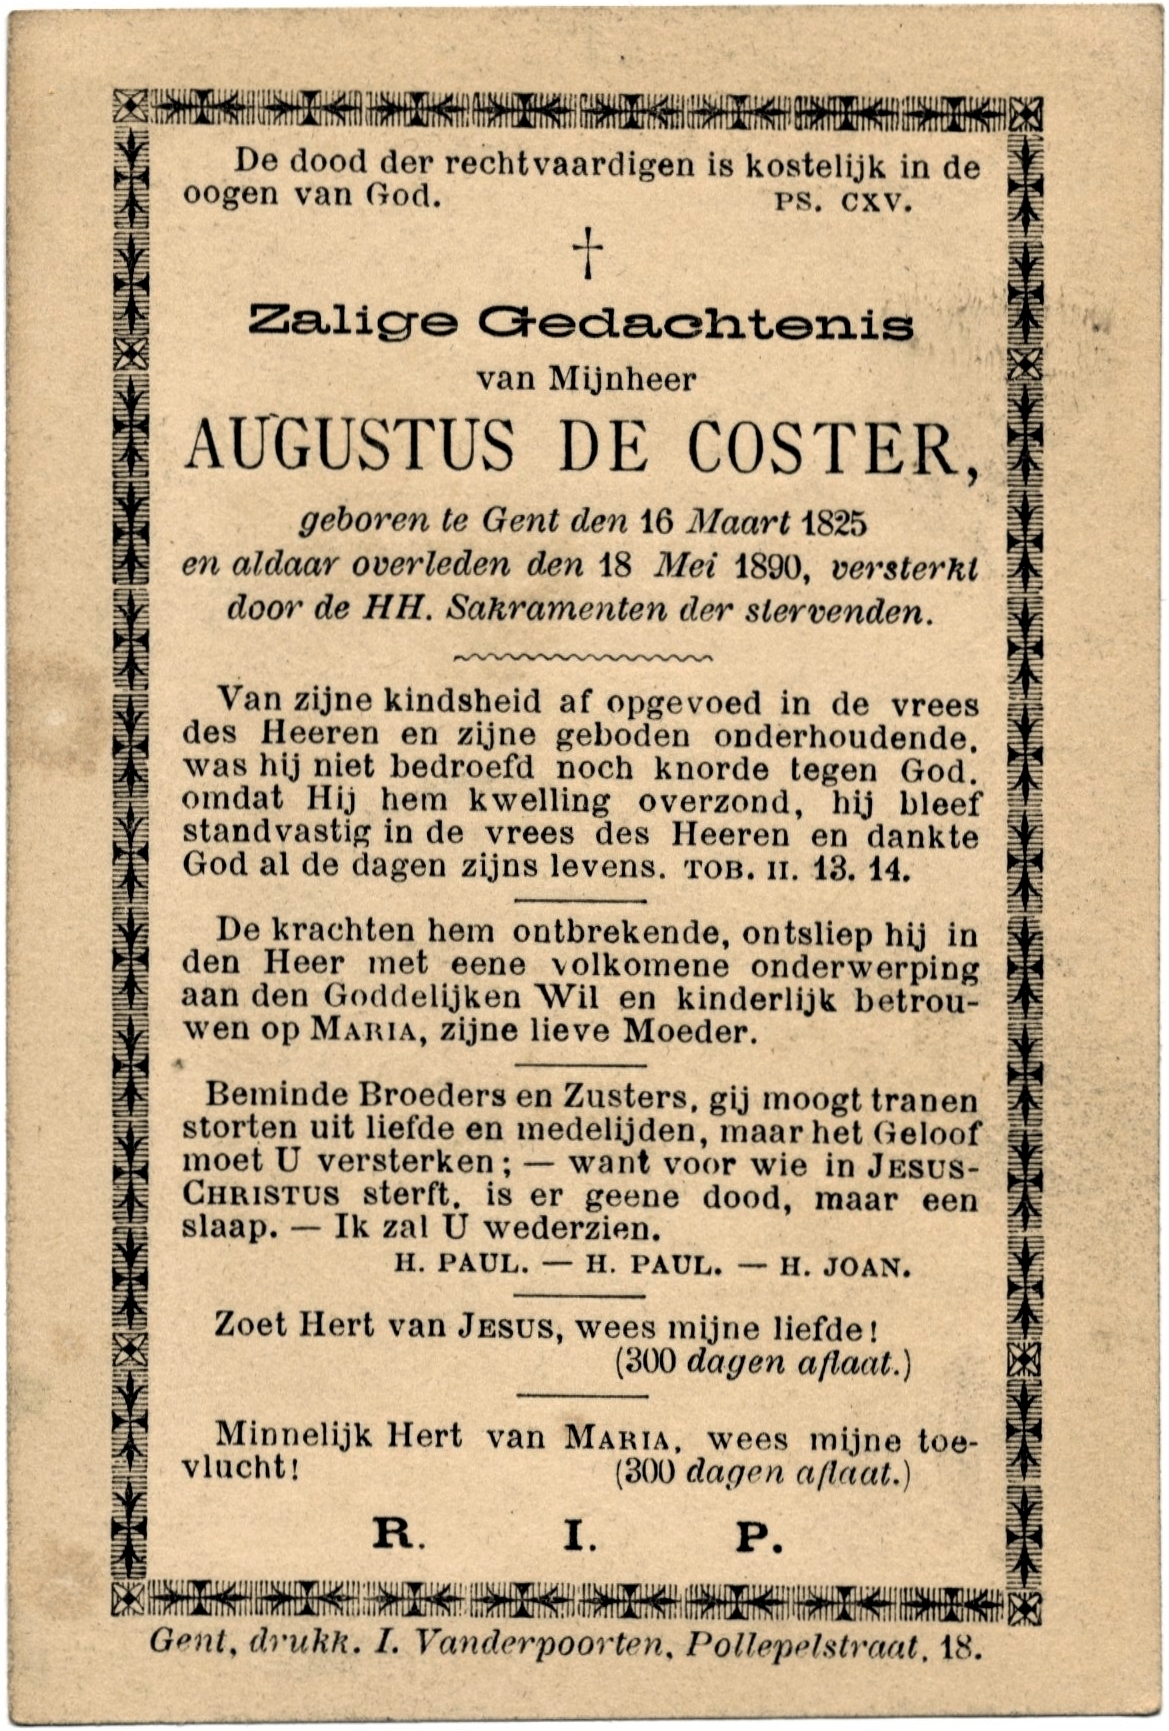 De dood der rechtvaardigen is kostelijk in de
oogen van God. PS. CXV.
†
Zalige Gedachtenis
van Mijnheer
AUGUSTUS DE COSTER,
geboren te Gent den 16 Maart 1825
en aldaar overleden den 18 Mei 1890, versterkt
door de HH. Sakramenten der stervenden.
Van zijne kindsheid af opgevoed in de vrees
des Heeren en zijne geboden onderhoudende,
was hij niet bedroefd noch knorde tegen God,
omdat Hij hem kwelling overzond, hij bleef
standvastig in de vrees des Heeren en dankte
God al de dagen zijns levens. TOB. II. 13. 14.
De krachten hem ontbrekende, ontsliep hij in
den Heer met eene volkomene onderwerping
aan den Goddelijken Wil en kinderlijk betrou-
wen op MARIA, zijne lieve Moeder.
Beminde Broeders en Zusters, gij moogt tranen
storten uit liefde en medelijden, maar het Geloof
moet U versterken; — want voor wie in JESUS-
CHRISTUS sterft, is er geene dood, maar een
slaap. — Ik zal U wederzien.
H. PAUL. — H. PAUL. — H. JOAN.
Zoet Hert van JESUS, wees mijne liefde!
(300 dagen aflaat.)
Minnelijk Hert van MARIA, wees mijne toe-
vlucht! (300 dagen aflaat.)
R. I. P.
Gent, drukk. I. Vanderpoorten, Pollepelstraat, 18.